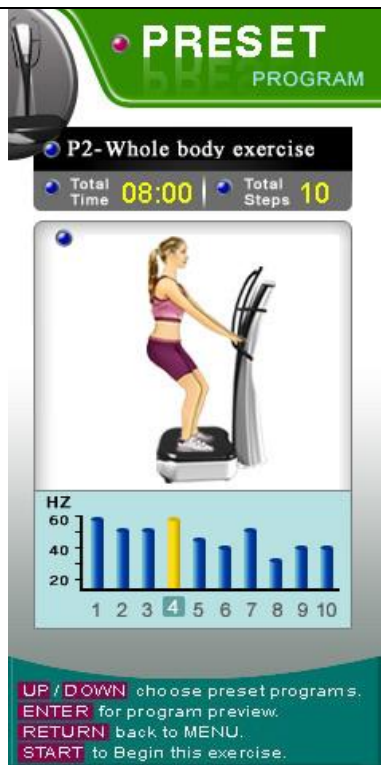 PRESET
PROGRAM
P2-Whole body exercise
Total Time 08:00 Total Steps 10
HZ
60
40
20
1 2 3 4 5 6 7 8 9 10
UP / DOWN choose preset programs.
ENTER for program preview.
RETURN back to MENU.
START to Begin this exercise.